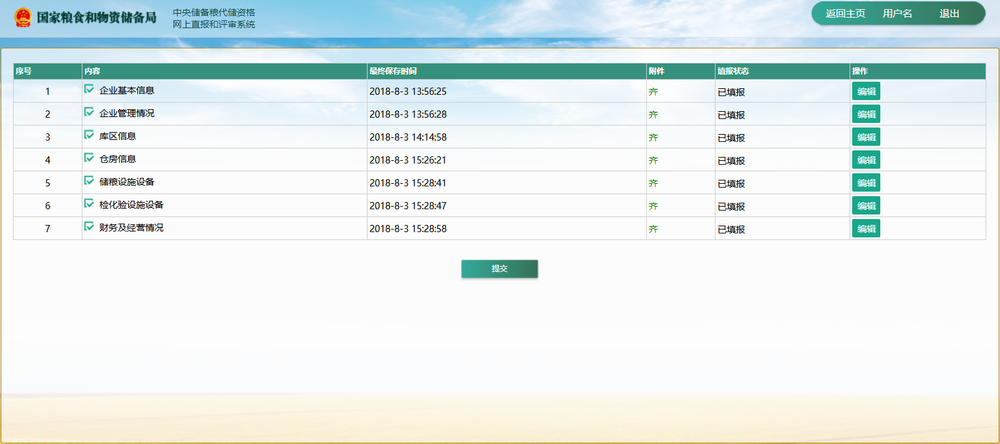 国家粮食和物资储备局
中央储备粮代储资格
网上直报和评审系统
返回主页 用户名 退出
序号 内容 最终保存时间 附件 填报状态 操作
1 企业基本信息 2018-8-3 13:56:25 齐 已填报 编辑
2 企业管理情况 2018-8-3 13:56:28 齐 已填报 编辑
3 库区信息 2018-8-3 14:14:58 齐 已填报 编辑
4 仓房信息 2018-8-3 15:26:21 齐 已填报 编辑
5 储粮设施设备 2018-8-3 15:28:41 齐 已填报 编辑
6 检化验设施设备 2018-8-3 15:28:47 齐 已填报 编辑
7 财务及经营情况 2018-8-3 15:28:58 齐 已填报 编辑
提交